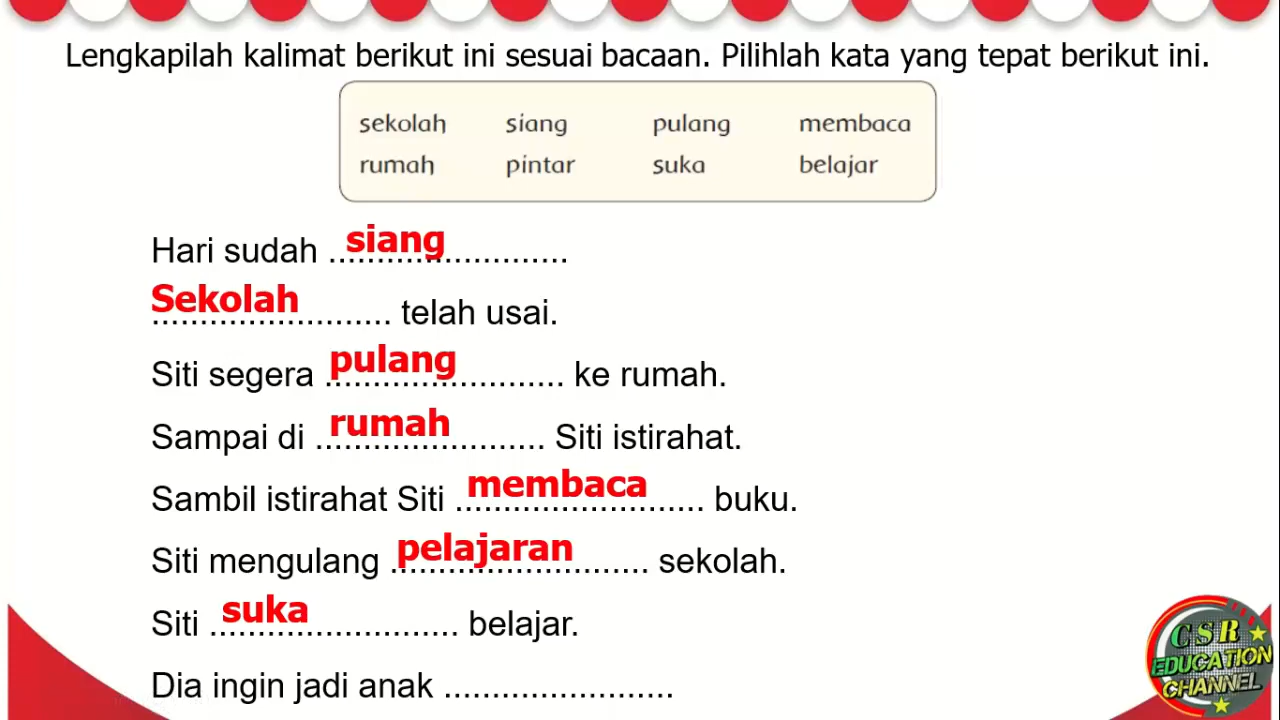 Lengkapilah kalimat berikut ini sesuai bacaan. Pilihlah kata yang tepat berikut ini.
sekolah siang pulang membaca
rumah pintar suka belajar
Hari sudah siang.........................
Sekolah......................... telah usai.
Siti segera pulang......................... ke rumah.
Sampai di rumah........................ Siti istirahat.
Sambil istirahat Siti membaca.......................... buku.
Siti mengulang pelajaran........................... sekolah.
Siti suka.......................... belajar.
Dia ingin jadi anak ........................
CSR
EDUCATION
CHANNEL